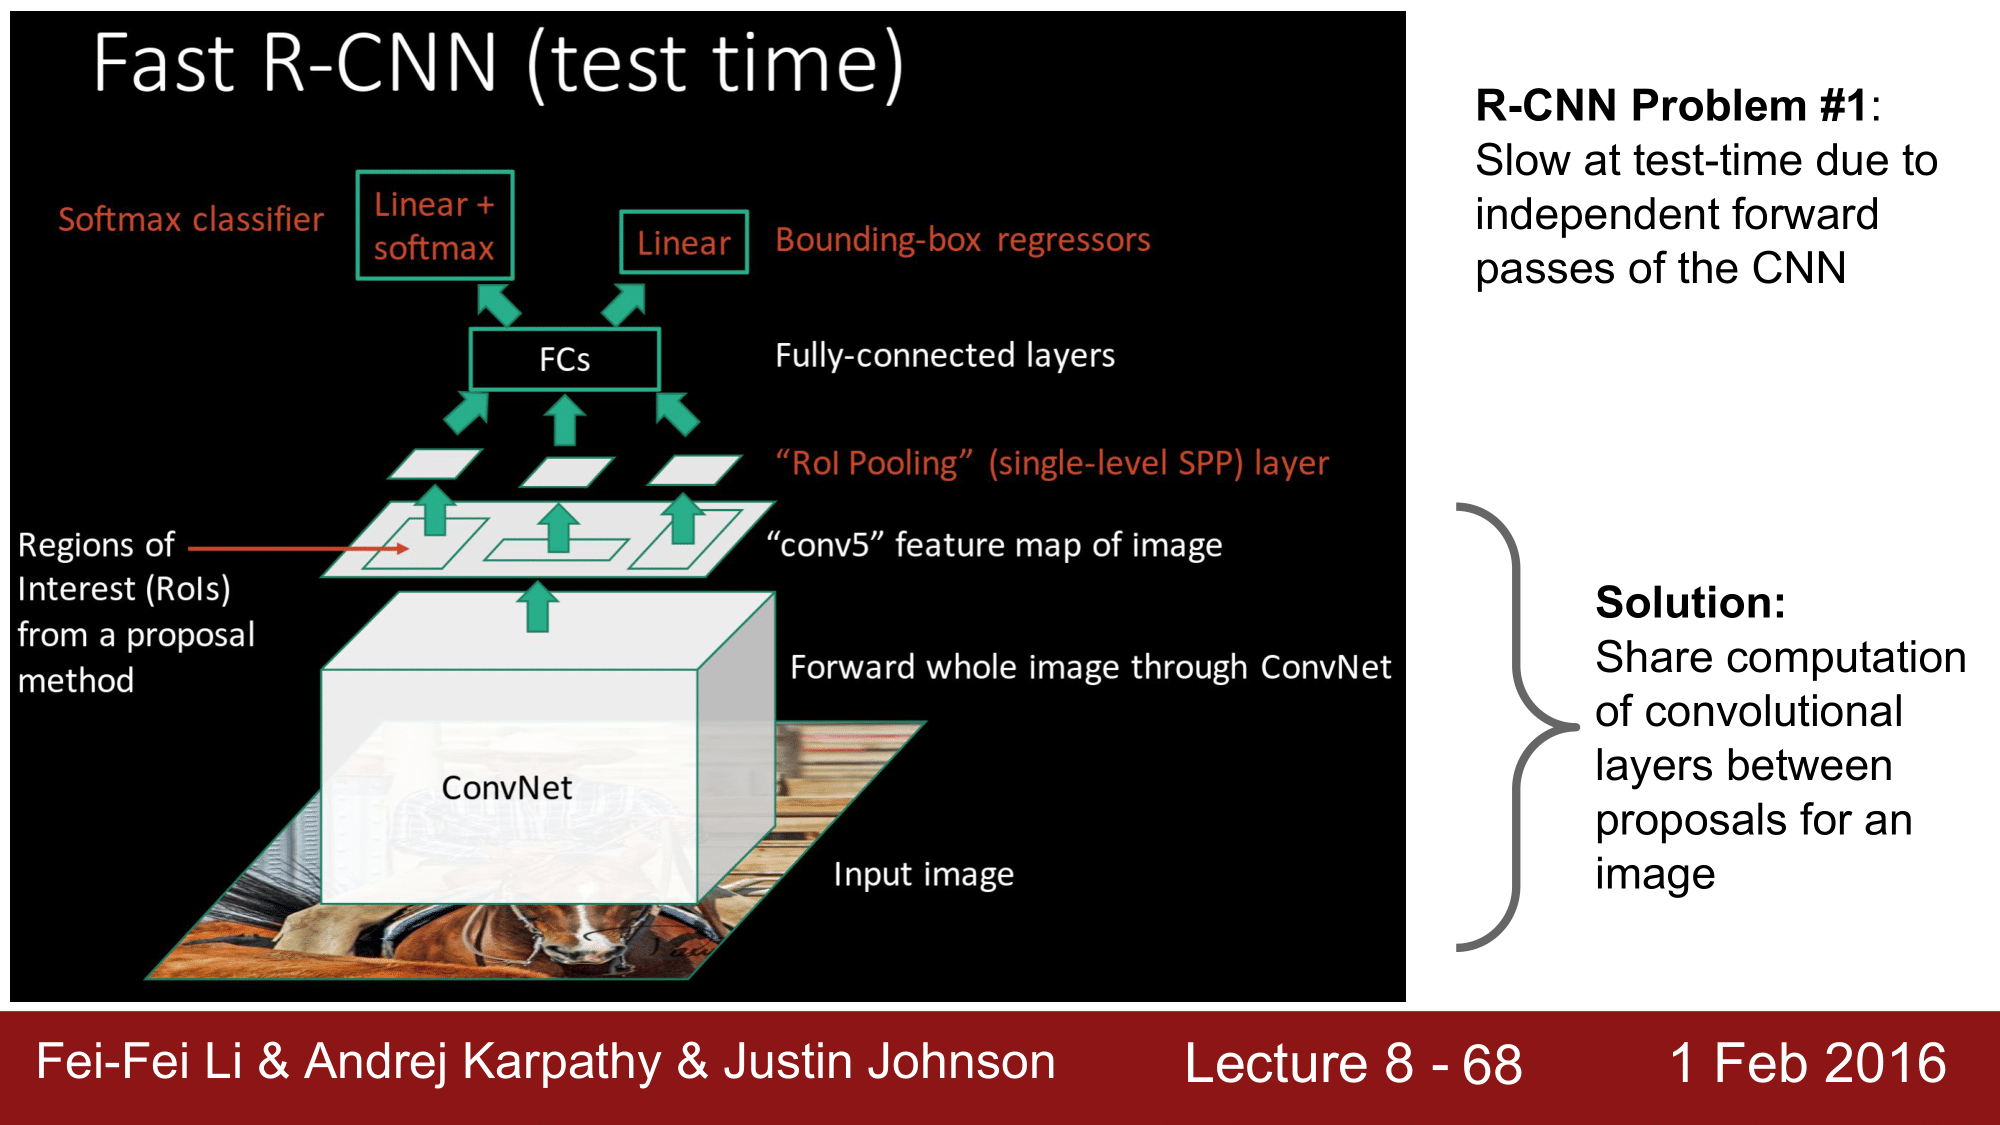 Fast R-CNN (test time)
Softmax classifier
Linear +
softmax
Linear
Bounding-box regressors
FCs
Fully-connected layers
“RoI Pooling” (single-level SPP) layer
Regions of
Interest (RoIs)
from a proposal
method
“conv5” feature map of image
Forward whole image through ConvNet
ConvNet
Input image
R-CNN Problem #1:
Slow at test-time due to
independent forward
passes of the CNN
Solution:
Share computation
of convolutional
layers between
proposals for an
image
Fei-Fei Li & Andrej Karpathy & Justin Johnson
Lecture 8 - 68
1 Feb 2016